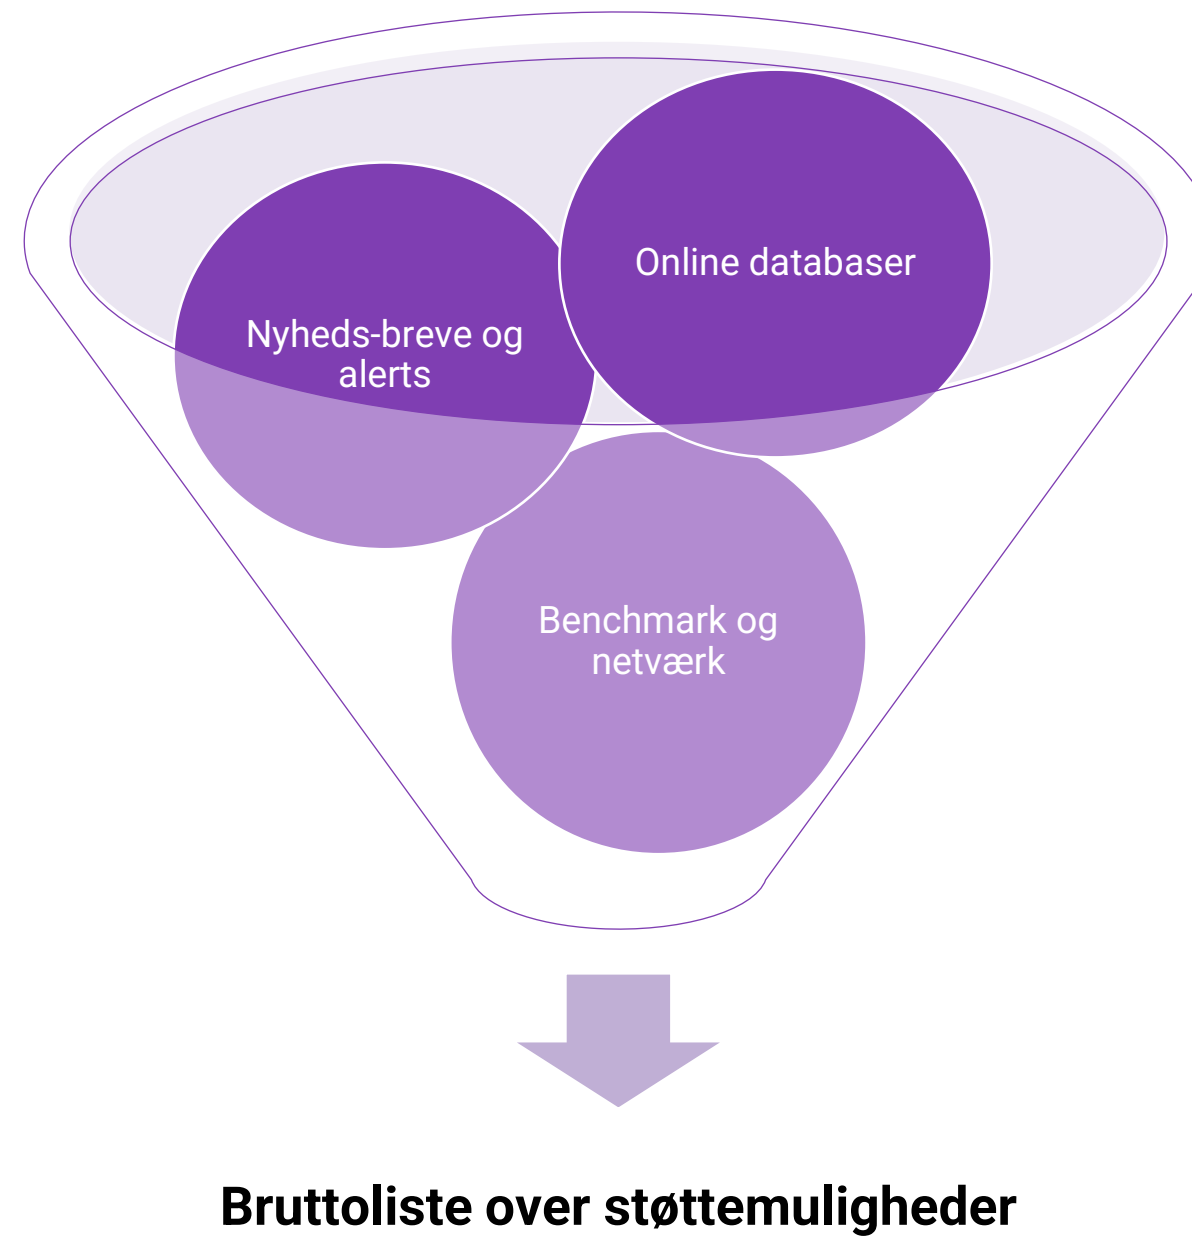 Online databaser
Nyheds-breve og
alerts
Benchmark og
netværk
Bruttoliste over støttemuligheder